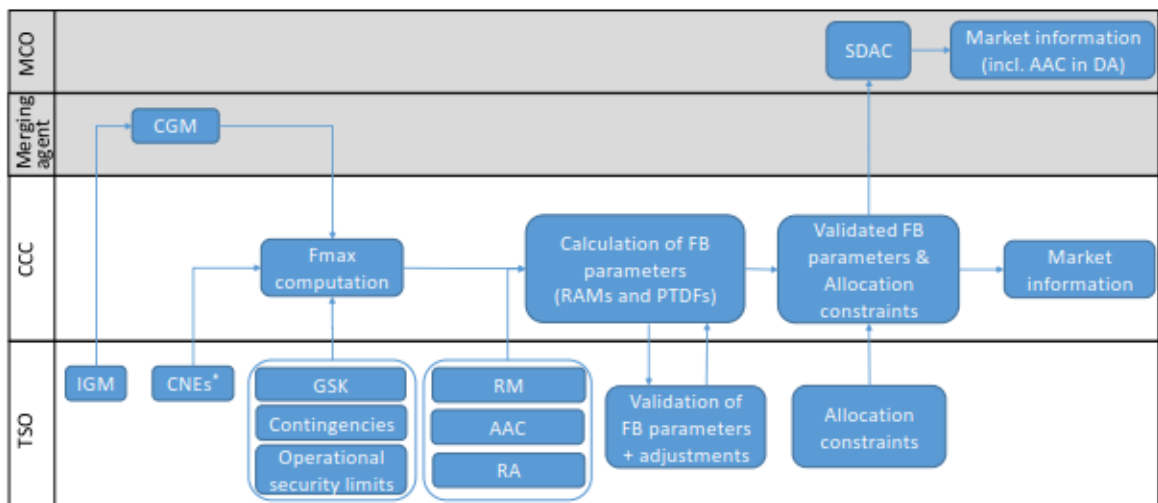 MCO
SDAC
Market information
(incl. AAC in DA)
Merging
agent
CGM
CCC
Fmax
computation
Calculation of FB
parameters
(RAMs and PTDFs)
Validated FB
parameters &
Allocation
constraints
Market
information
TSO
IGM
CNEs*
GSK
Contingencies
Operational
security limits
RM
AAC
RA
Validation of
FB parameters
+ adjustments
Allocation
constraints